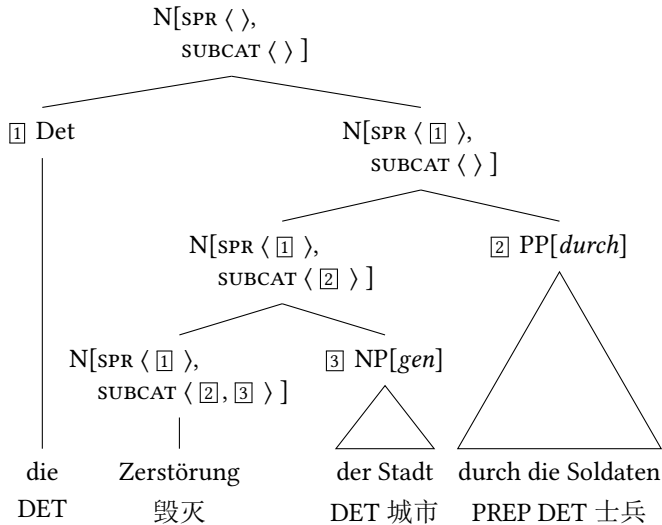 N[SPR ⟨ ⟩,
SUBCAT ⟨ ⟩ ]
1 Det
N[SPR ⟨ 1 ⟩,
SUBCAT ⟨ ⟩ ]
N[SPR ⟨ 1 ⟩,
SUBCAT ⟨ 2 ⟩ ]
2 PP[durch]
N[SPR ⟨ 1 ⟩,
SUBCAT ⟨ 2, 3 ⟩ ]
3 NP[gen]
die Zerstörung der Stadt durch die Soldaten
DET 毁灭 DET 城市 PREP DET 士兵